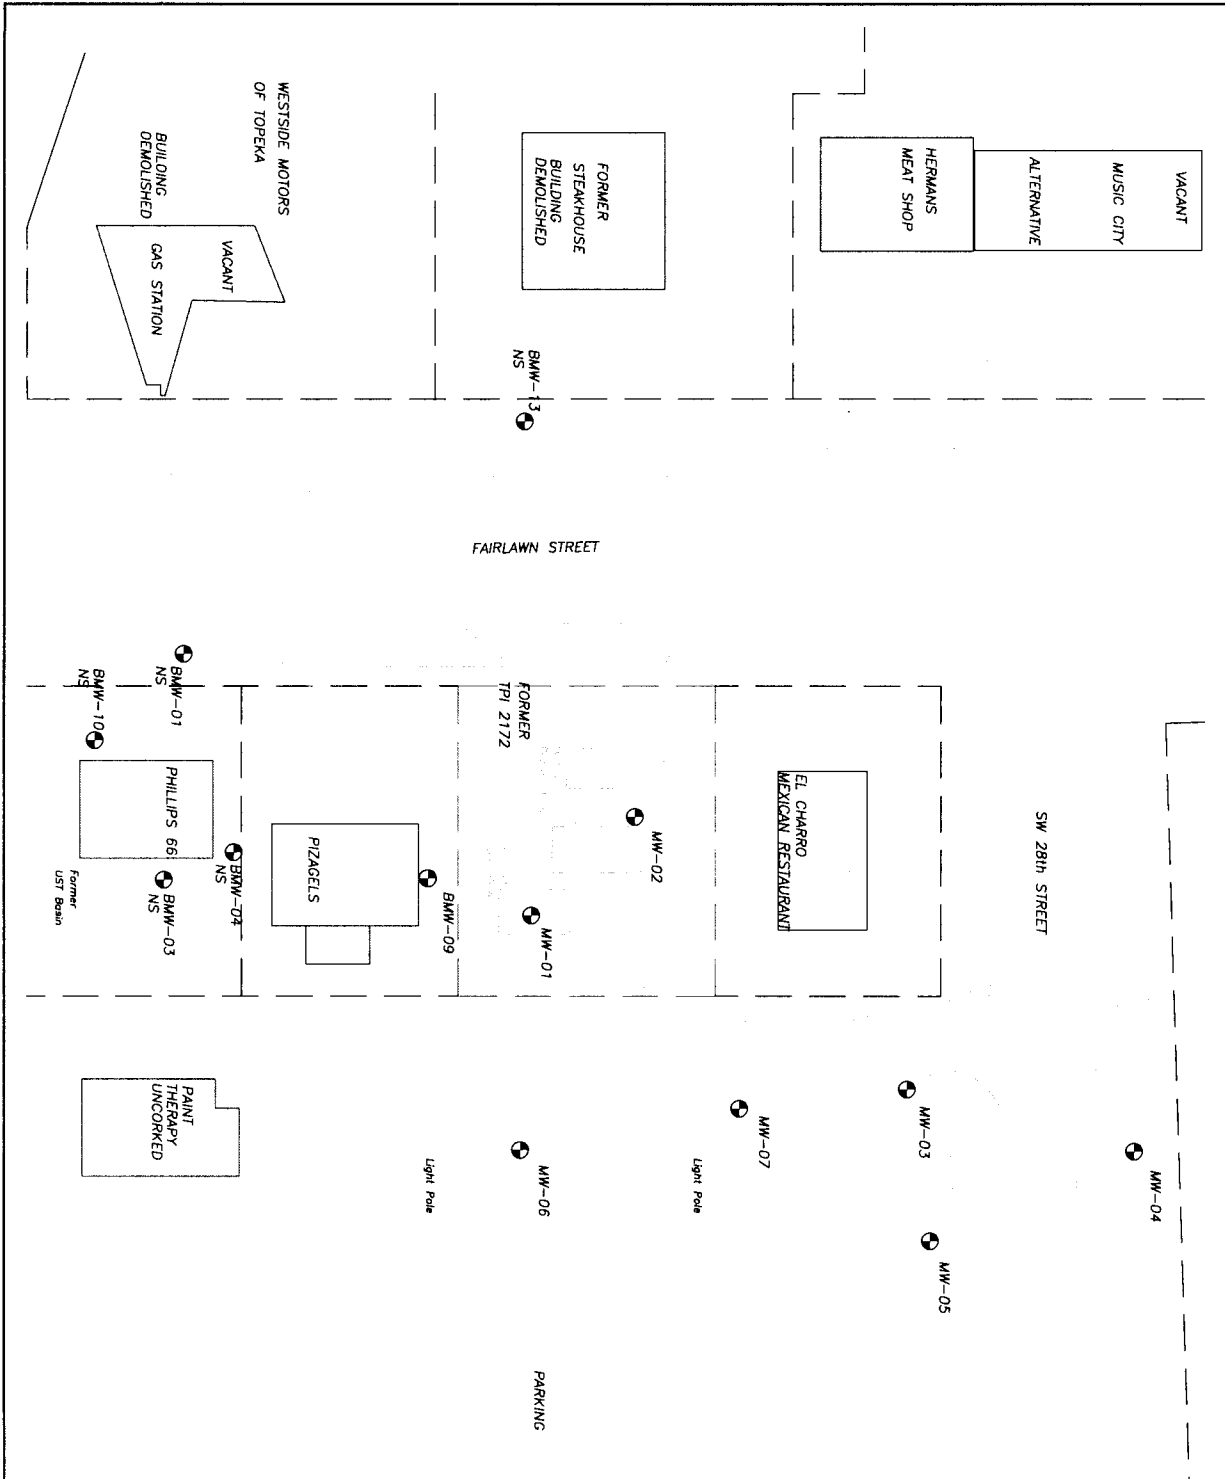 WESTSIDE MOTORS
OF TOPEKA
BUILDING
DEMOLISHED
VACANT
GAS STATION
FORMER
STEAKHOUSE
BUILDING
DEMOLISHED
HERMANS
MEAT SHOP
ALTERNATIVE
MUSIC CITY
VACANT
BMW-13
NS
FAIRLAWN STREET
BMW-01
NS
BMW-10
NS
PHILLIPS 66
BMW-04
NS
BMW-03
NS
Former
UST Basin
PIZAGELS
BMW-09
FORMER
TPI 2172
MW-02
MW-01
EL CHARRO
MEXICAN RESTAURANT
SW 28th STREET
PAINT
THERAPY
UNCORKED
Light Pole
MW-06
Light Pole
MW-07
MW-03
MW-04
MW-05
PARKING